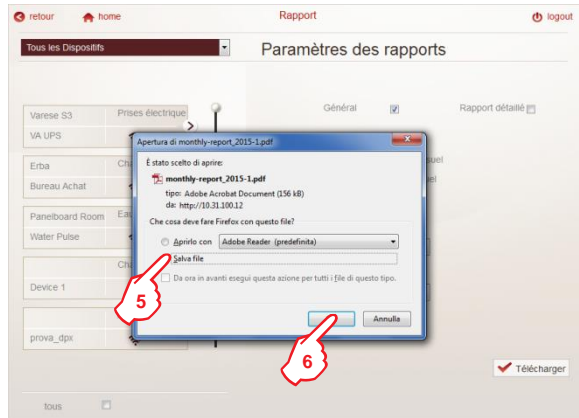 retour
home
Rapport
logout
Tous les Dispositifs
Paramètres des rapports
Varese S3
Prises électrique
Général
Rapport détaillé
VA UPS
Apertura di monthly-report_2015-1.pdf
È stato scelto di aprire:
monthly-report_2015-1.pdf
tipo: Adobe Acrobat Document (156 kB)
da: http://10.31.100.12
Che cosa deve fare Firefox con questo file?
Aprirlo con
Adobe Reader (predefinita)
Salva file
Da ora in avanti esegui questa azione per tutti i file di questo tipo.
Annulla
Erba
Bureau Achat
Panelboard Room
Water Pulse
Device 1
prova_dpx
5
6
Télécharger
tous